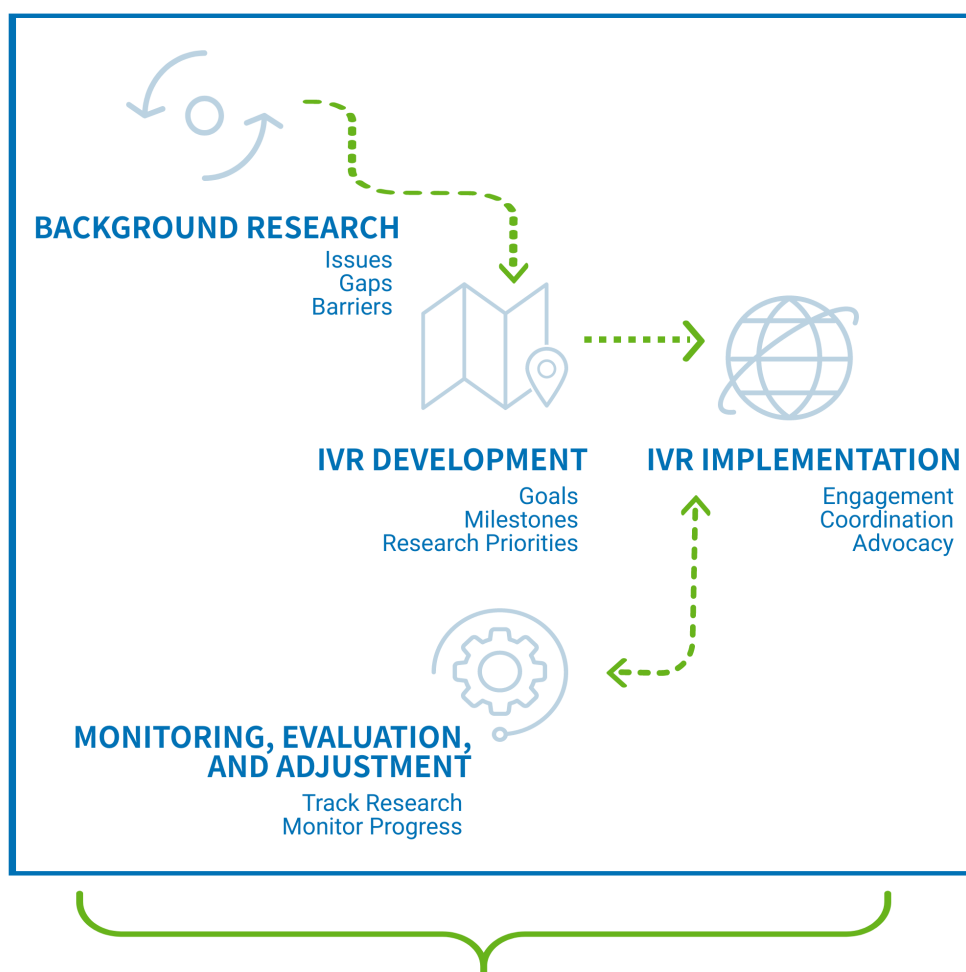 BACKGROUND RESEARCH
Issues
Gaps
Barriers
IVR DEVELOPMENT
Goals
Milestones
Research Priorities
IVR IMPLEMENTATION
Engagement
Coordination
Advocacy
MONITORING, EVALUATION,
AND ADJUSTMENT
Track Research
Monitor Progress